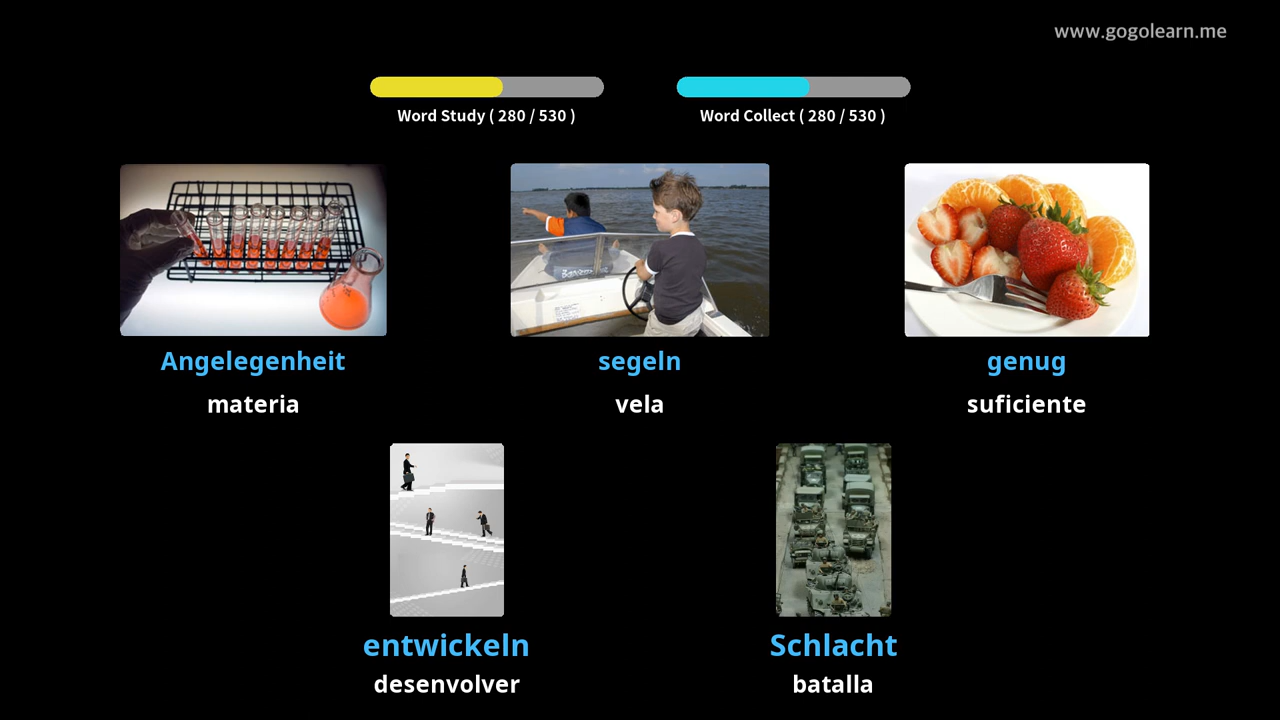 www.gogolearn.me
Word Study ( 280 / 530 )
Word Collect ( 280 / 530 )
Angelegenheit
materia
segeln
vela
genug
suficiente
entwickeln
desenvolver
Schlacht
batalla